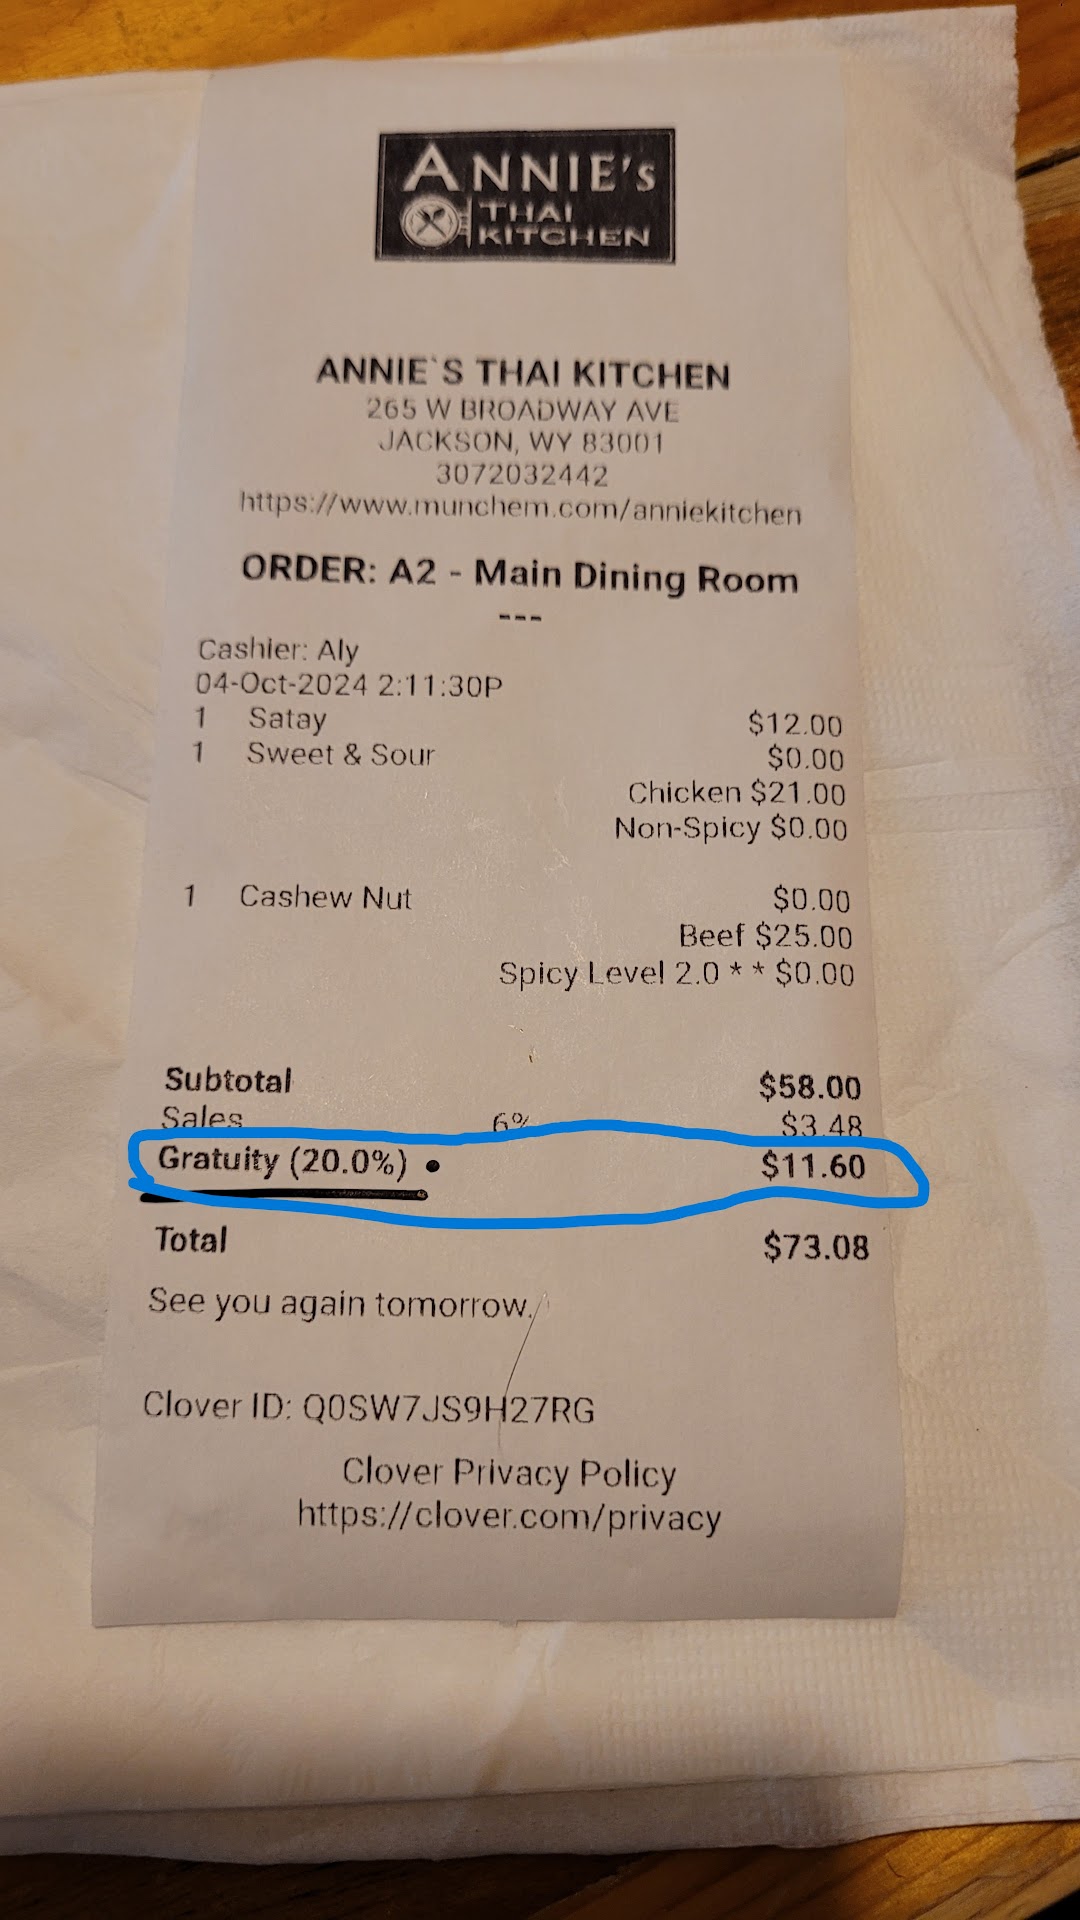 ANNIE's
THAI
KITCHEN
ANNIE`S THAI KITCHEN
265 W BROADWAY AVE
JACKSON, WY 83001
3072032442
https://www.munchem.com/anniekitchen
ORDER: A2 - Main Dining Room
---
Cashier: Aly
04-Oct-2024 2:11:30P
1 Satay $12.00
1 Sweet & Sour $0.00
Chicken $21.00
Non-Spicy $0.00
1 Cashew Nut $0.00
Beef $25.00
Spicy Level 2.0 * * $0.00
Subtotal $58.00
Sales 6% $3.48
Gratuity (20.0%) $11.60
Total $73.08
See you again tomorrow.
Clover ID: Q0SW7JS9H27RG
Clover Privacy Policy
https://clover.com/privacy